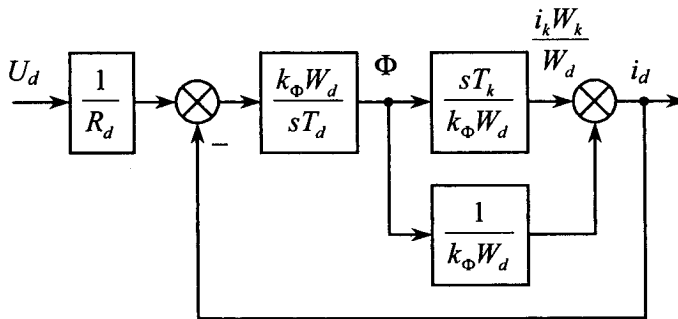 U_d
1
R_d
−
k_Φ W_d
sT_d
Φ
sT_k
k_Φ W_d
i_k W_k
W_d
i_d
1
k_Φ W_d